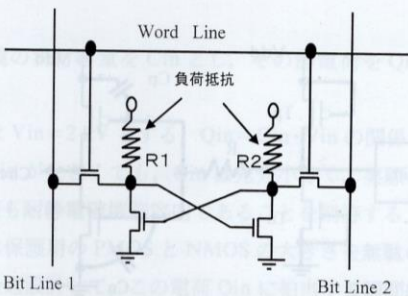 Word Line
負荷抵抗
R1
R2
Bit Line 1
Bit Line 2